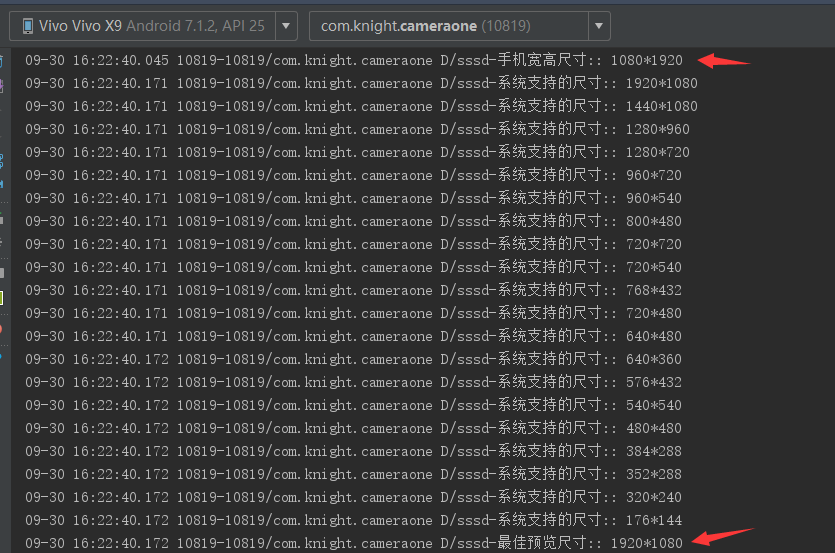 Vivo Vivo X9 Android 7.1.2, API 25 com.knight.cameraone (10819)
09-30 16:22:40.045 10819-10819/com.knight.cameraone D/sssd-手机宽高尺寸:: 1080*1920
09-30 16:22:40.171 10819-10819/com.knight.cameraone D/sssd-系统支持的尺寸:: 1920*1080
09-30 16:22:40.171 10819-10819/com.knight.cameraone D/sssd-系统支持的尺寸:: 1440*1080
09-30 16:22:40.171 10819-10819/com.knight.cameraone D/sssd-系统支持的尺寸:: 1280*960
09-30 16:22:40.171 10819-10819/com.knight.cameraone D/sssd-系统支持的尺寸:: 1280*720
09-30 16:22:40.171 10819-10819/com.knight.cameraone D/sssd-系统支持的尺寸:: 960*720
09-30 16:22:40.171 10819-10819/com.knight.cameraone D/sssd-系统支持的尺寸:: 960*540
09-30 16:22:40.171 10819-10819/com.knight.cameraone D/sssd-系统支持的尺寸:: 800*480
09-30 16:22:40.171 10819-10819/com.knight.cameraone D/sssd-系统支持的尺寸:: 720*720
09-30 16:22:40.171 10819-10819/com.knight.cameraone D/sssd-系统支持的尺寸:: 720*540
09-30 16:22:40.171 10819-10819/com.knight.cameraone D/sssd-系统支持的尺寸:: 768*432
09-30 16:22:40.171 10819-10819/com.knight.cameraone D/sssd-系统支持的尺寸:: 720*480
09-30 16:22:40.171 10819-10819/com.knight.cameraone D/sssd-系统支持的尺寸:: 640*480
09-30 16:22:40.172 10819-10819/com.knight.cameraone D/sssd-系统支持的尺寸:: 640*360
09-30 16:22:40.172 10819-10819/com.knight.cameraone D/sssd-系统支持的尺寸:: 576*432
09-30 16:22:40.172 10819-10819/com.knight.cameraone D/sssd-系统支持的尺寸:: 540*540
09-30 16:22:40.172 10819-10819/com.knight.cameraone D/sssd-系统支持的尺寸:: 480*480
09-30 16:22:40.172 10819-10819/com.knight.cameraone D/sssd-系统支持的尺寸:: 384*288
09-30 16:22:40.172 10819-10819/com.knight.cameraone D/sssd-系统支持的尺寸:: 352*288
09-30 16:22:40.172 10819-10819/com.knight.cameraone D/sssd-系统支持的尺寸:: 320*240
09-30 16:22:40.172 10819-10819/com.knight.cameraone D/sssd-系统支持的尺寸:: 176*144
09-30 16:22:40.172 10819-10819/com.knight.cameraone D/sssd-最佳预览尺寸:: 1920*1080